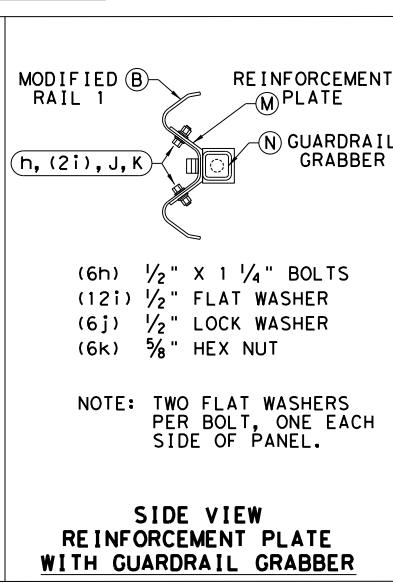 MODIFIED B
RAIL 1
REINFORCEMENT
M PLATE
N GUARDRAIL
GRABBER
h, (2i), J, K
(6h) 1/2" X 1 1/4" BOLTS
(12i) 1/2" FLAT WASHER
(6j) 1/2" LOCK WASHER
(6k) 5/8" HEX NUT
NOTE: TWO FLAT WASHERS
PER BOLT, ONE EACH
SIDE OF PANEL.
SIDE VIEW
REINFORCEMENT PLATE
WITH GUARDRAIL GRABBER